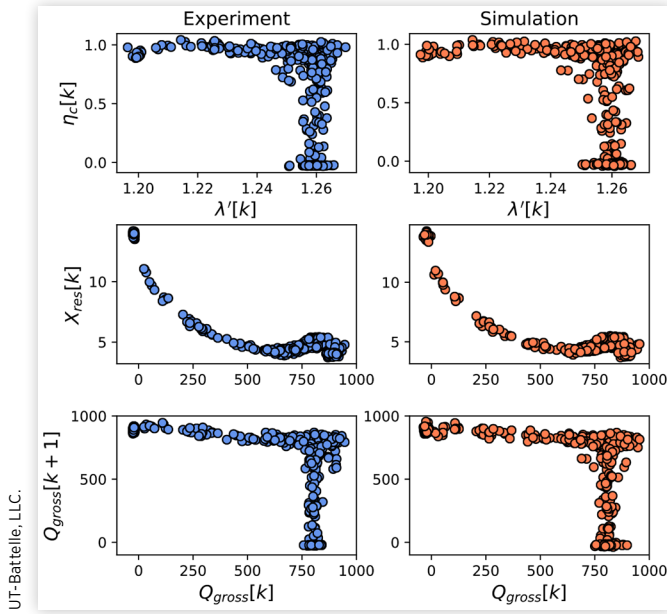 Experiment Simulation
1.0
0.5
0.0
η_c[k]
1.20 1.22 1.24 1.26
λ'[k]
1.0
0.5
0.0
1.20 1.22 1.24 1.26
λ'[k]
10
5
X_res[k]
0 250 500 750 1000
10
5
0 250 500 750 1000
1000
500
0
Q_gross[k + 1]
0 250 500 750 1000
Q_gross[k]
1000
500
0
0 250 500 750 1000
Q_gross[k]
UT-Battelle, LLC.